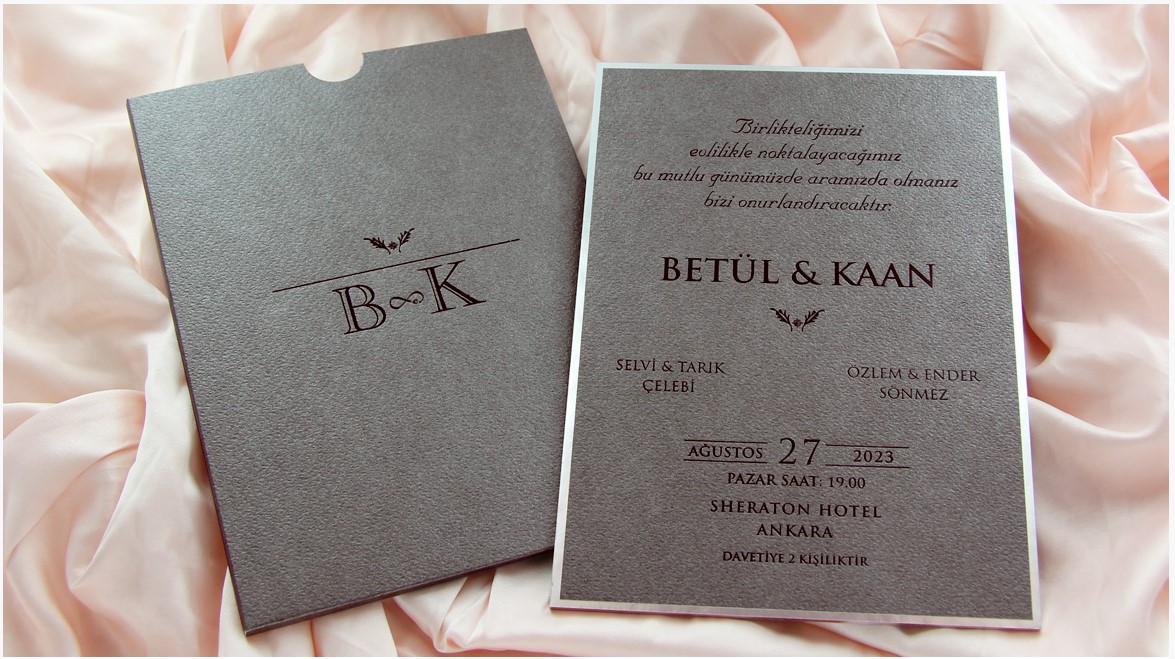 B∞K
Birlikteliğimizi
evlilikle noktalayacağımız
bu mutlu günümüzde aramızda olmanız
bizi onurlandıracaktır.
BETÜL & KAAN
SELVİ & TARIK
ÇELEBİ
ÖZLEM & ENDER
SÖNMEZ
AĞUSTOS 27 2023
PAZAR SAAT: 19.00
SHERATON HOTEL
ANKARA
DAVETİYE 2 KİŞİLİKTİR